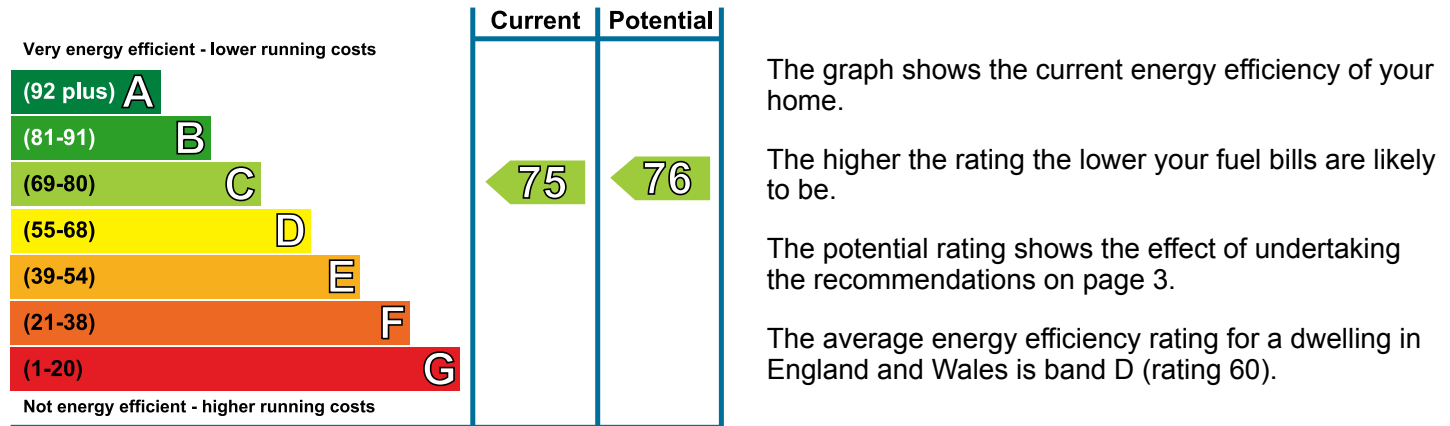 Current Potential
Very energy efficient - lower running costs
(92 plus) A
(81-91) B
(69-80) C
75 76
(55-68) D
(39-54) E
(21-38) F
(1-20) G
Not energy efficient - higher running costs
The graph shows the current energy efficiency of your
home.
The higher the rating the lower your fuel bills are likely
to be.
The potential rating shows the effect of undertaking
the recommendations on page 3.
The average energy efficiency rating for a dwelling in
England and Wales is band D (rating 60).